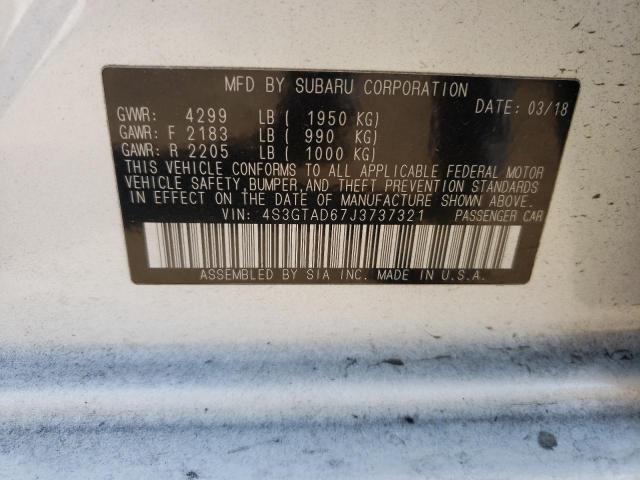 MFD BY SUBARU CORPORATION
DATE: 03/18
GVWR: 4299 LB ( 1950 KG)
GAWR: F 2183 LB ( 990 KG)
GAWR: R 2205 LB ( 1000 KG)
THIS VEHICLE CONFORMS TO ALL APPLICABLE FEDERAL MOTOR
VEHICLE SAFETY, BUMPER, AND THEFT PREVENTION STANDARDS
IN EFFECT ON THE DATE OF MANUFACTURE SHOWN ABOVE.
VIN: 4S3GTAD67J3737321 PASSENGER CAR
ASSEMBLED BY SIA INC. MADE IN U.S.A.